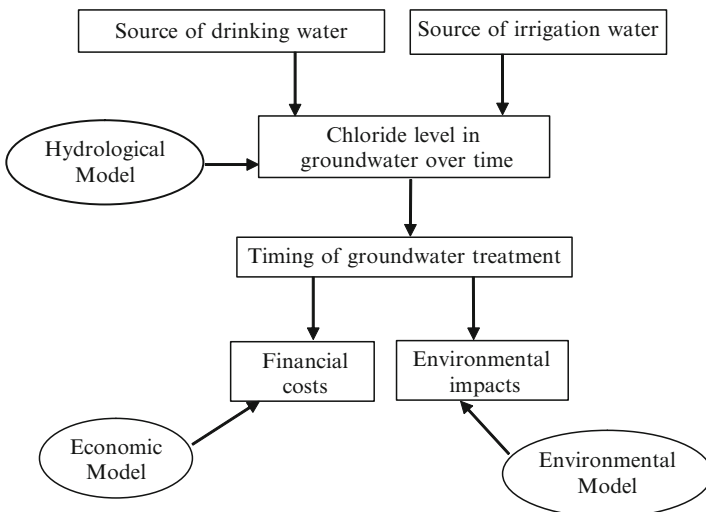 Source of drinking water
Source of irrigation water
Hydrological
Model
Chloride level in
groundwater over time
Timing of groundwater treatment
Financial
costs
Environmental
impacts
Economic
Model
Environmental
Model